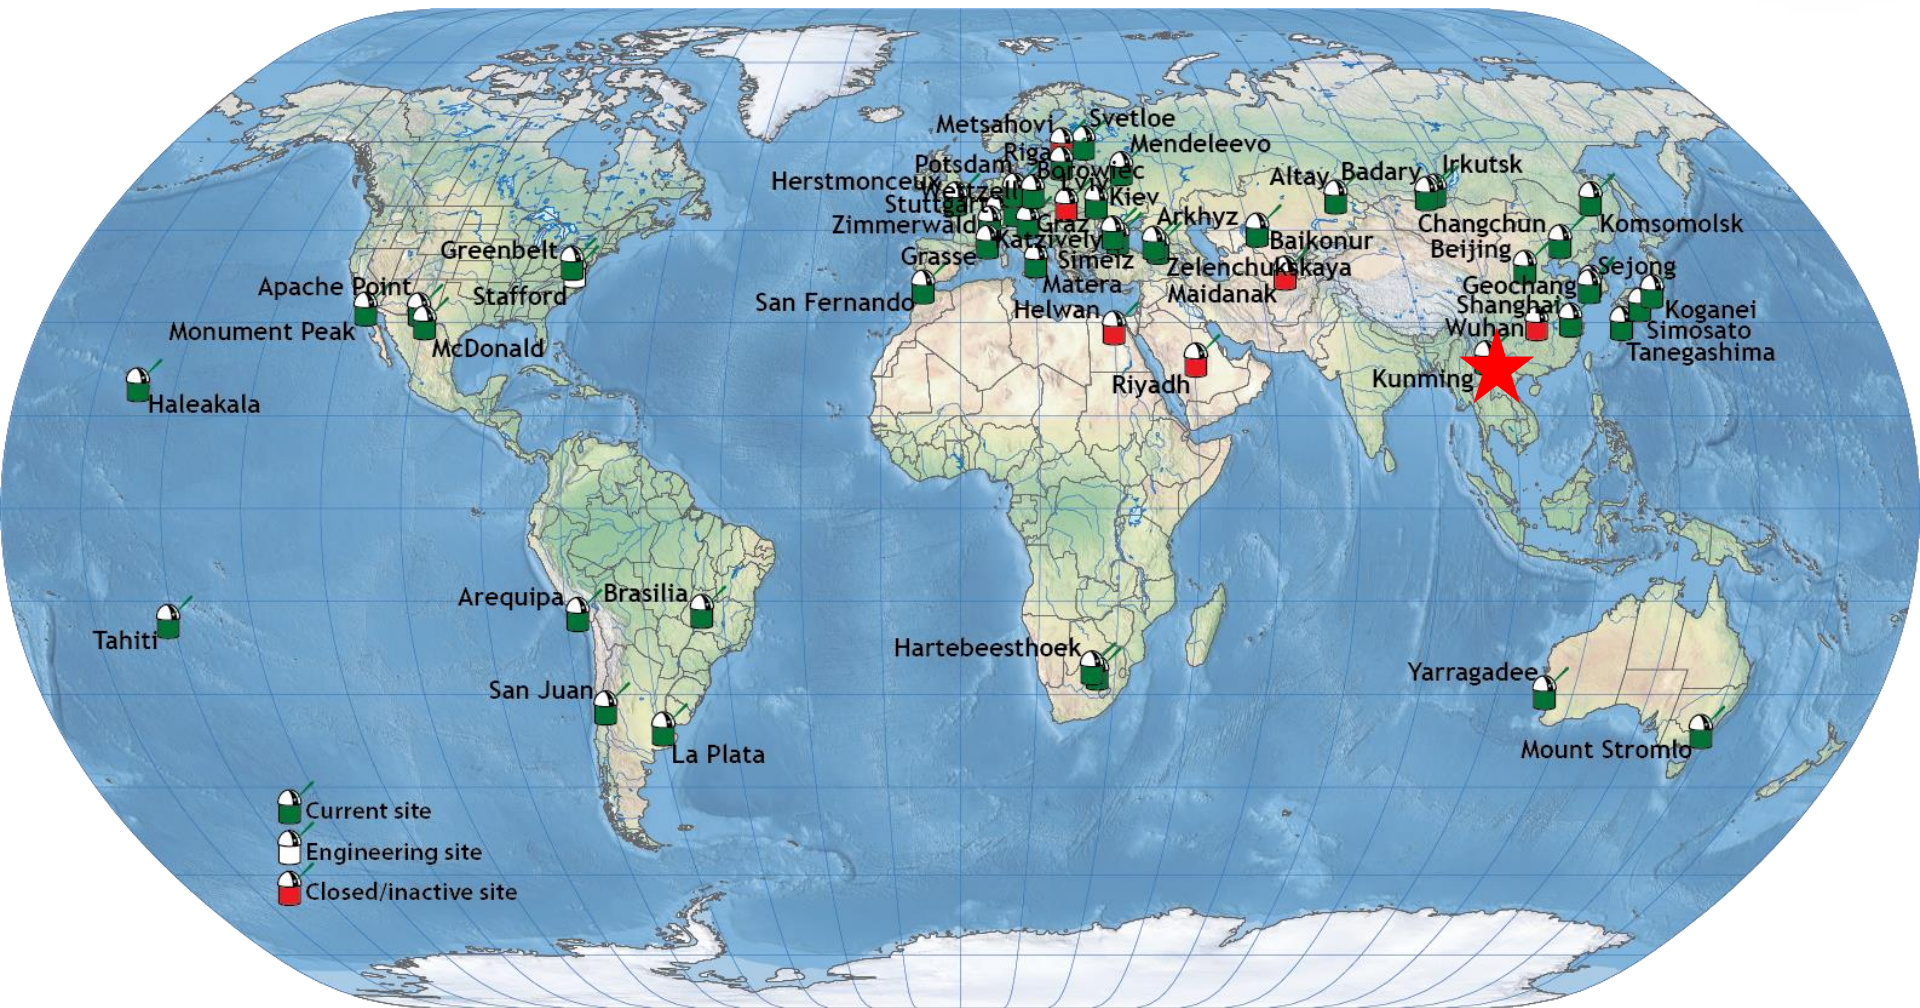 Metsahovi
Svetloe
Riga
Mendeleevo
Potsdam
Borowiec
Herstmonceux
Wettzell
Lviv
Kiev
Stuttgart
Zimmerwald
Graz
Katzively
Simeiz
Grasse
Matera
San Fernando
Helwan
Riyadh
Arkhyz
Zelenchukskaya
Baikonur
Maidanak
Altay
Badary
Irkutsk
Komsomolsk
Changchun
Beijing
Sejong
Geochang
Shanghai
Wuhan
Koganei
Simosato
Tanegashima
Kunming
Greenbelt
Stafford
Apache Point
Monument Peak
McDonald
Haleakala
Tahiti
Arequipa
Brasilia
San Juan
La Plata
Hartebeesthoek
Yarragadee
Mount Stromlo
Current site
Engineering site
Closed/inactive site